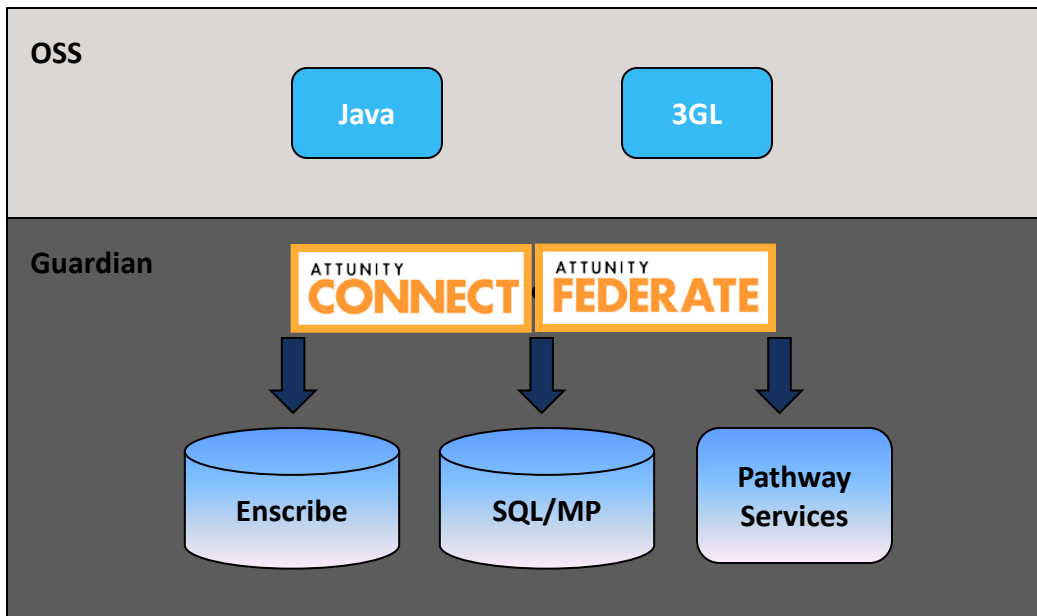 OSS
Java
3GL
Guardian
ATTUNITY
CONNECT
ATTUNITY
FEDERATE
Enscribe
SQL/MP
Pathway
Services